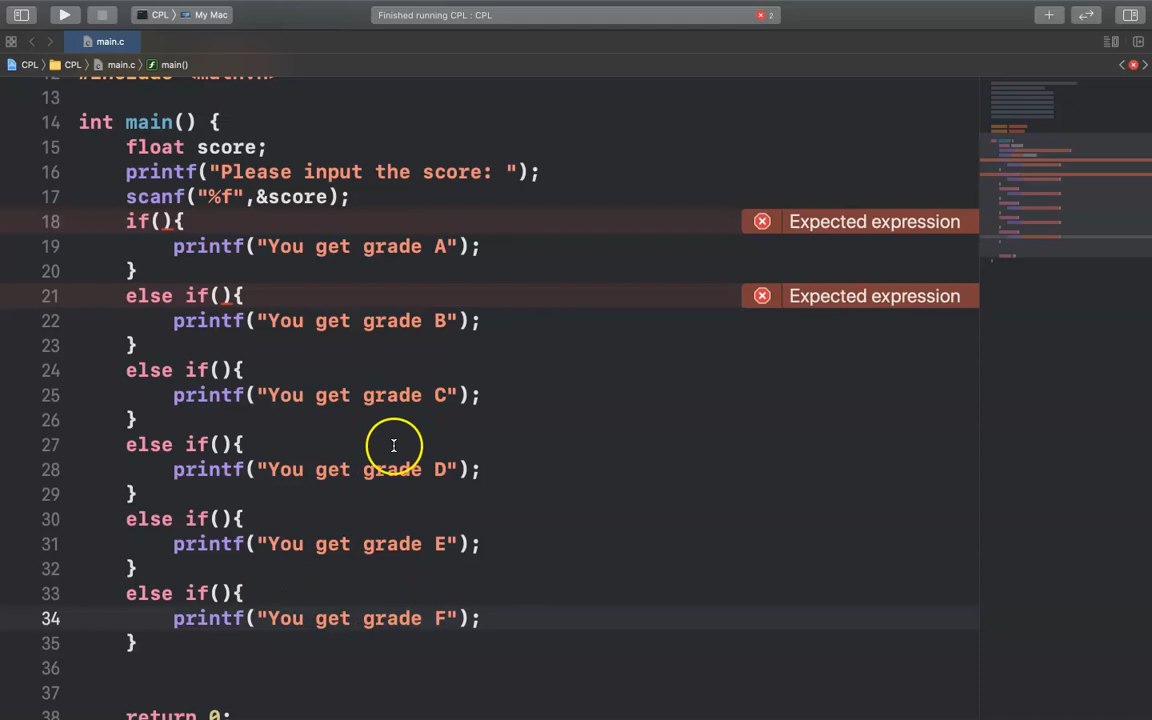 CPL 〉 My Mac
Finished running CPL : CPL
2
main.c
CPL 〉 CPL 〉 main.c 〉 main()
12 #include <math.h>
13
14 int main() {
15 float score;
16 printf("Please input the score: ");
17 scanf("%f",&score);
18 if(){ Expected expression
19 printf("You get grade A");
20 }
21 else if(){ Expected expression
22 printf("You get grade B");
23 }
24 else if(){
25 printf("You get grade C");
26 }
27 else if(){
28 printf("You get grade D");
29 }
30 else if(){
31 printf("You get grade E");
32 }
33 else if(){
34 printf("You get grade F");
35 }
36
37
38 return 0;